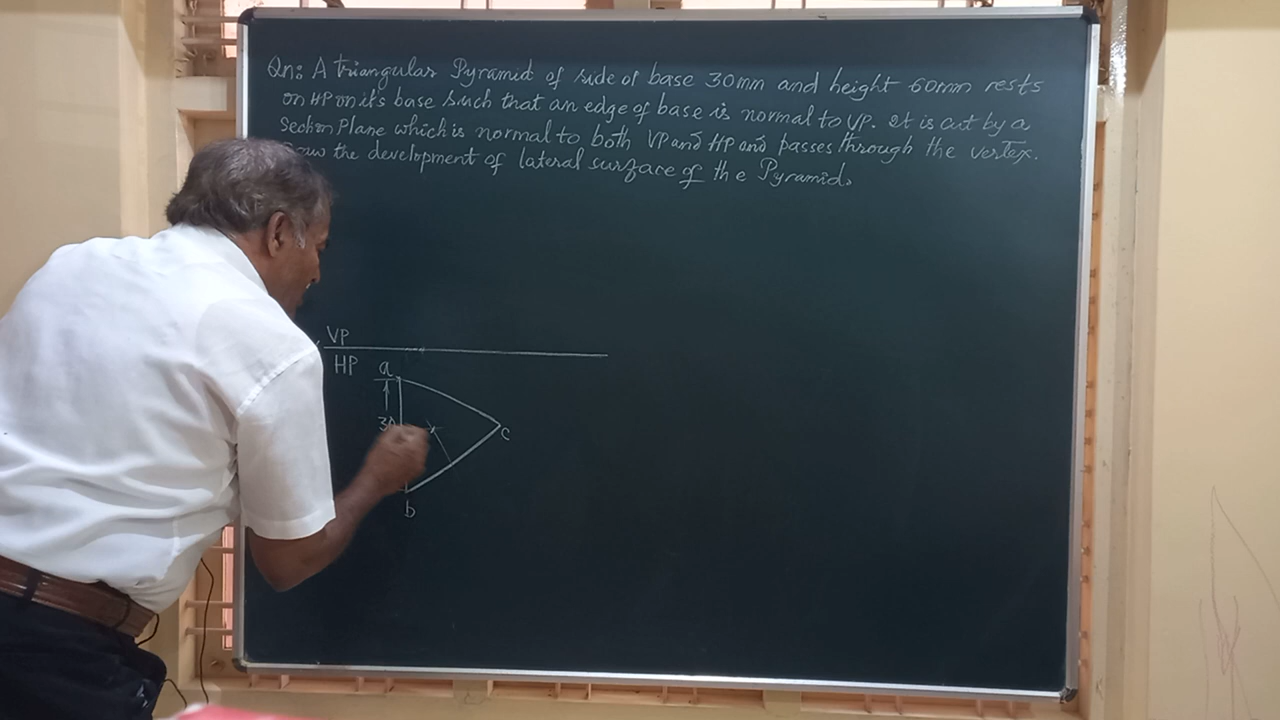 Qn: A triangular Pyramid of side of base 30mm and height 60mm rests
on HP on its base such that an edge of base is normal to VP. It is cut by a
Section Plane which is normal to both VP and HP and passes through the vertex.
the development of lateral surface of the Pyramid.
VP
HP
a
c
b